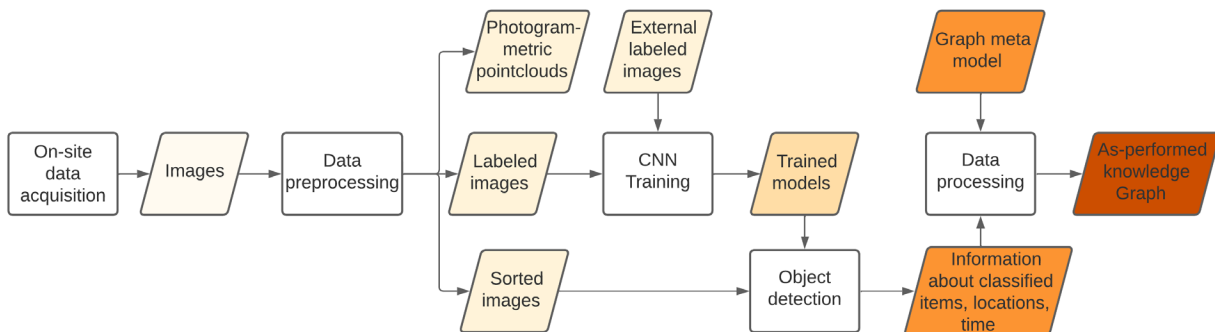 Photogram-
metric
pointclouds
External
labeled
images
Graph meta
model
On-site
data
acquisition
Images
Data
preprocessing
Labeled
images
CNN
Training
Trained
models
Data
processing
As-performed
knowledge
Graph
Sorted
images
Object
detection
Information
about classified
items, locations,
time